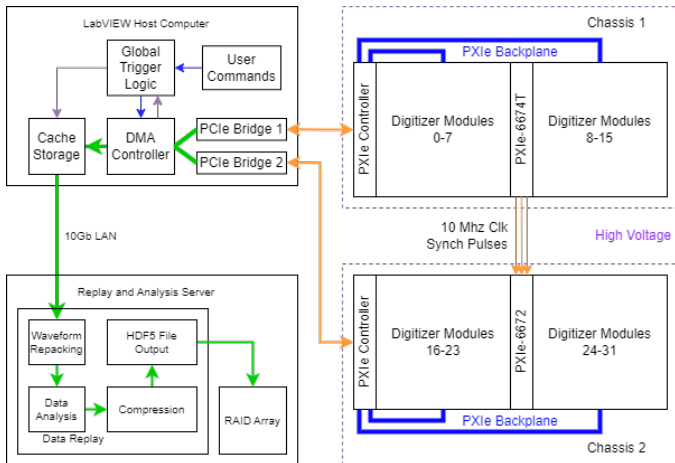 LabVIEW Host Computer
Global
Trigger
Logic
User
Commands
Cache
Storage
DMA
Controller
PCIe Bridge 1
PCIe Bridge 2
10Gb LAN
Replay and Analysis Server
Waveform
Repacking
HDF5 File
Output
Data
Analysis
Compression
RAID Array
Data Replay
Chassis 1
PXIe Backplane
PXIe Controller
Digitizer Modules
0-7
PXIe-6674T
Digitizer Modules
8-15
10 Mhz Clk
Synch Pulses
High Voltage
PXIe Controller
Digitizer Modules
16-23
PXIe-6672
Digitizer Modules
24-31
PXIe Backplane
Chassis 2